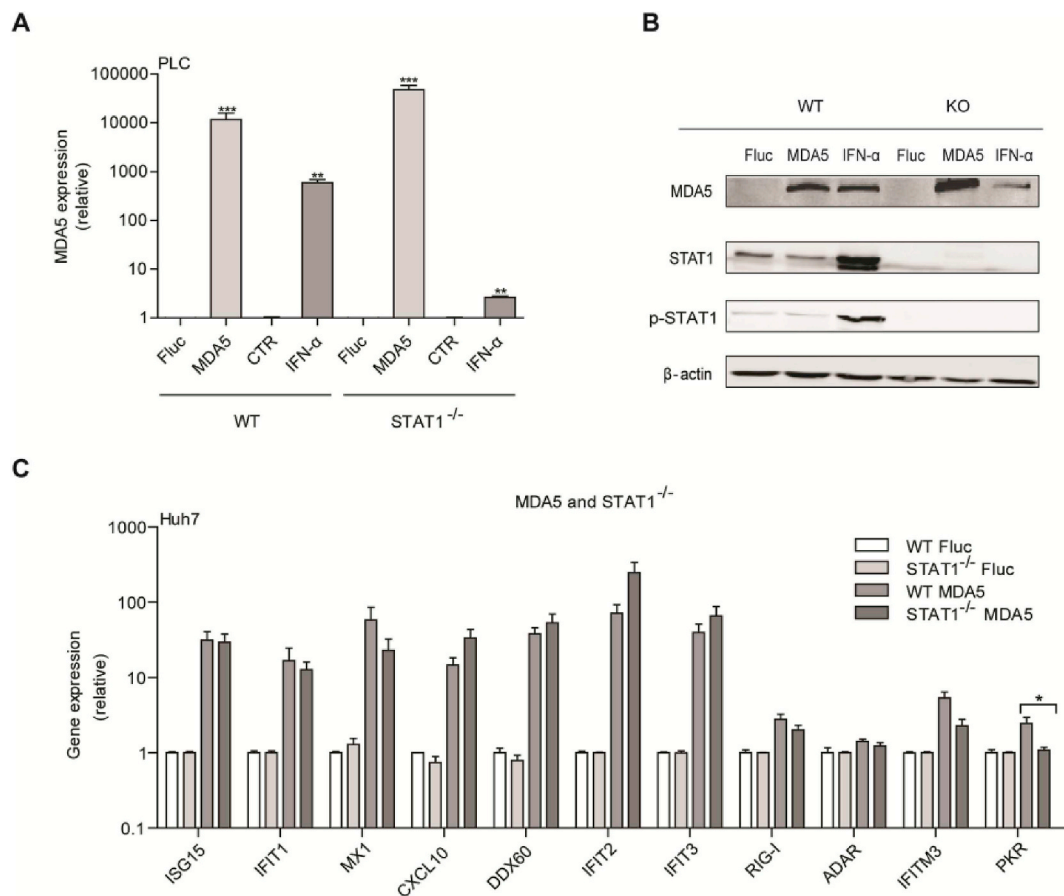 A
PLC
MDA5 expression
(relative)
100000
10000
1000
100
10
1
***
**
***
**
Fluc MDA5 CTR IFN-α Fluc MDA5 CTR IFN-α
WT STAT1-/-
B
WT KO
Fluc MDA5 IFN-α Fluc MDA5 IFN-α
MDA5
STAT1
p-STAT1
β-actin
C
MDA5 and STAT1-/-
Huh7
Gene expression
(relative)
1000
100
10
1
0.1
WT Fluc
STAT1-/- Fluc
WT MDA5
STAT1-/- MDA5
*
ISG15 IFIT1 MX1 CXCL10 DDX60 IFIT2 IFIT3 RIG-I ADAR IFITM3 PKR